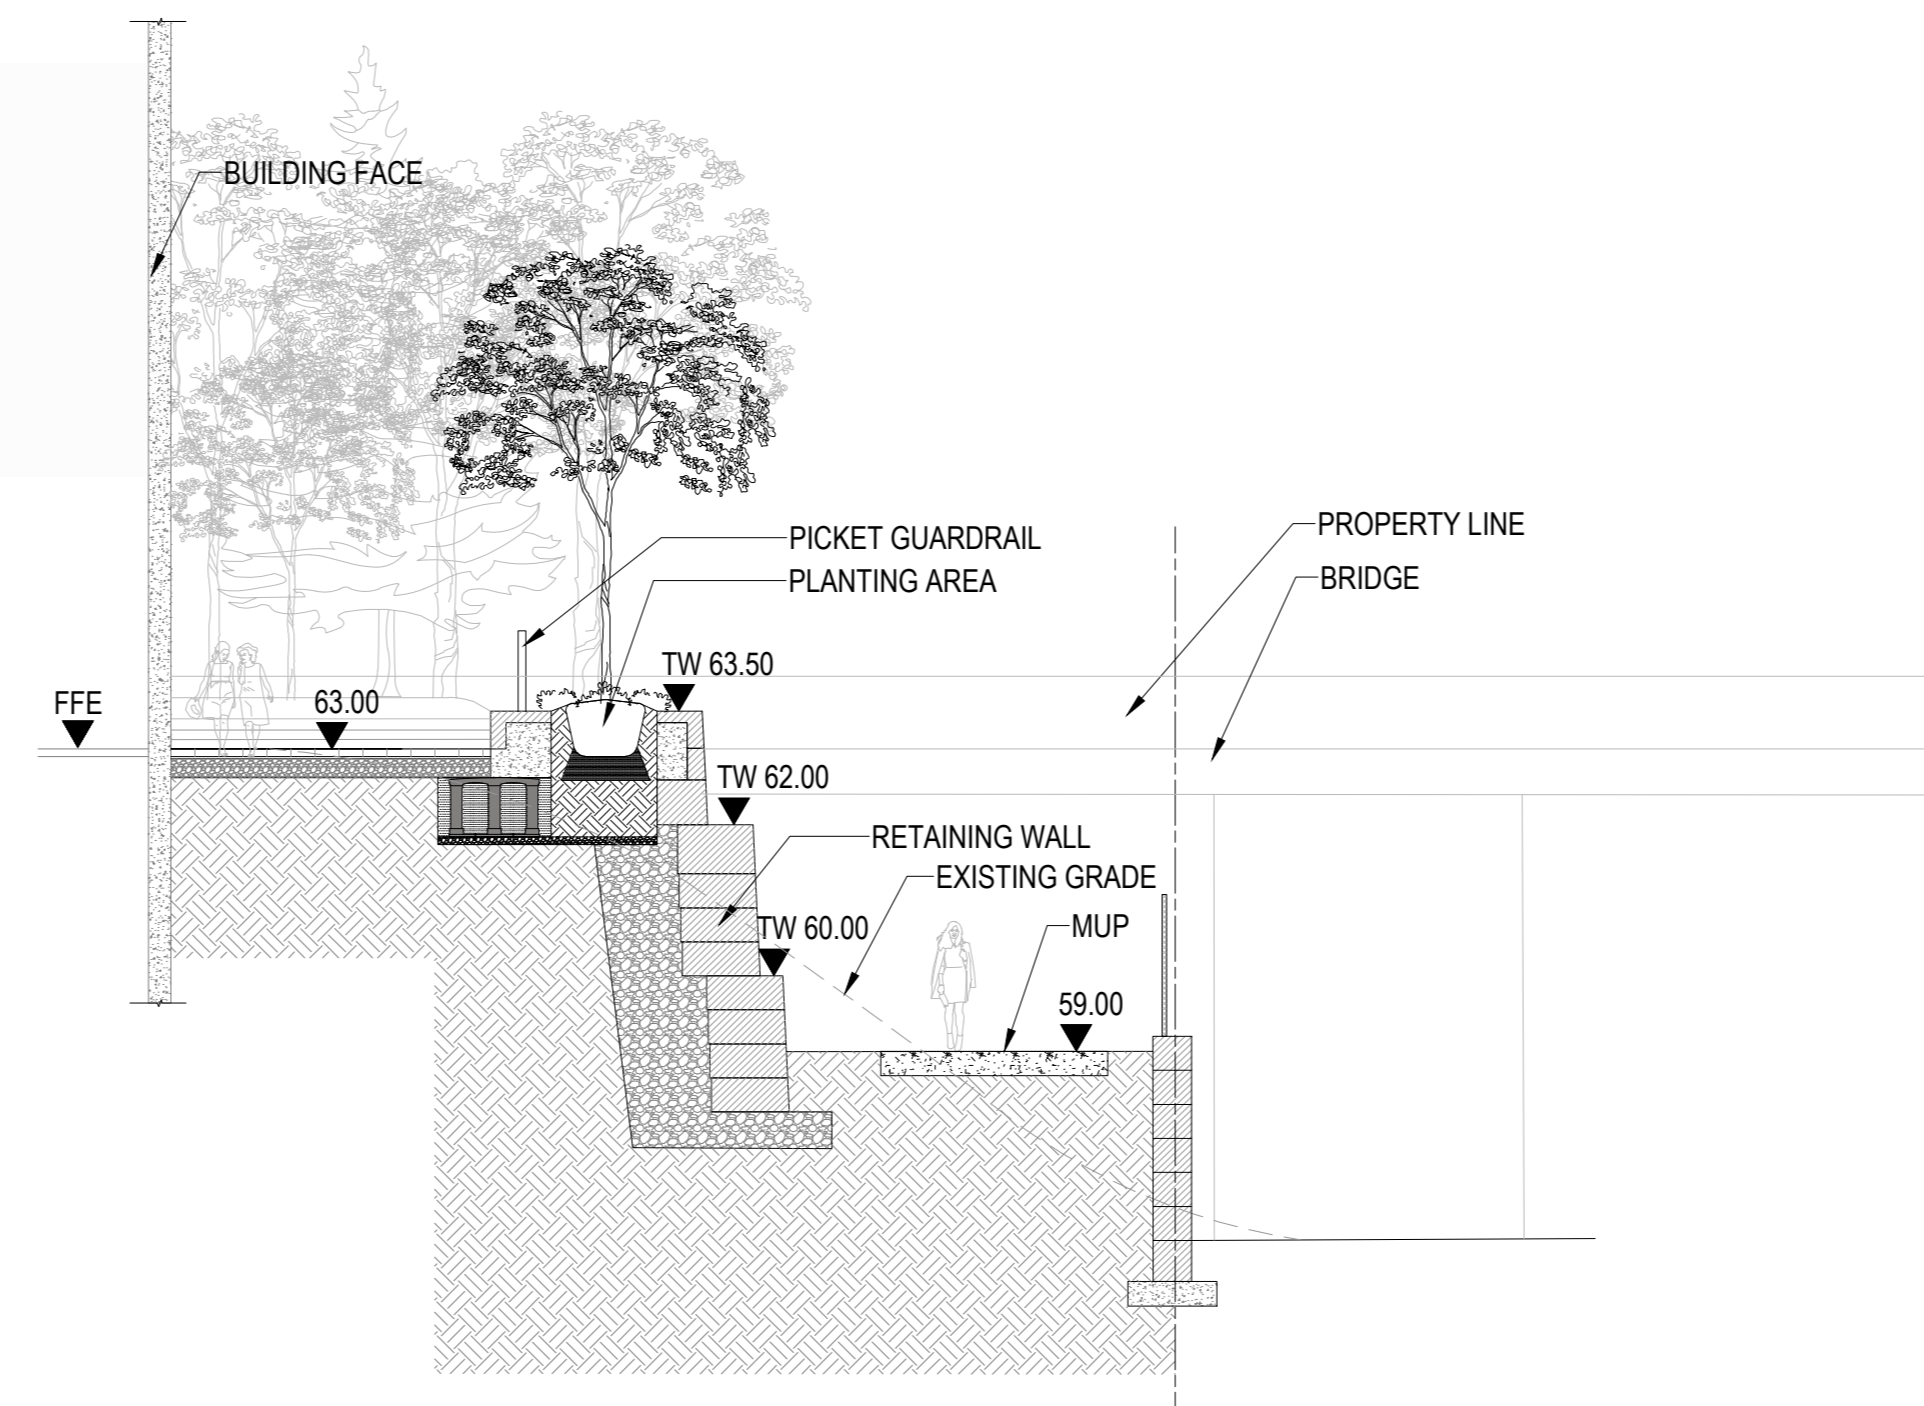 BUILDING FACE
PROPERTY LINE
PICKET GUARDRAIL
BRIDGE
PLANTING AREA
TW 63.50
FFE
63.00
TW 62.00
RETAINING WALL
EXISTING GRADE
TW 60.00
MUP
59.00